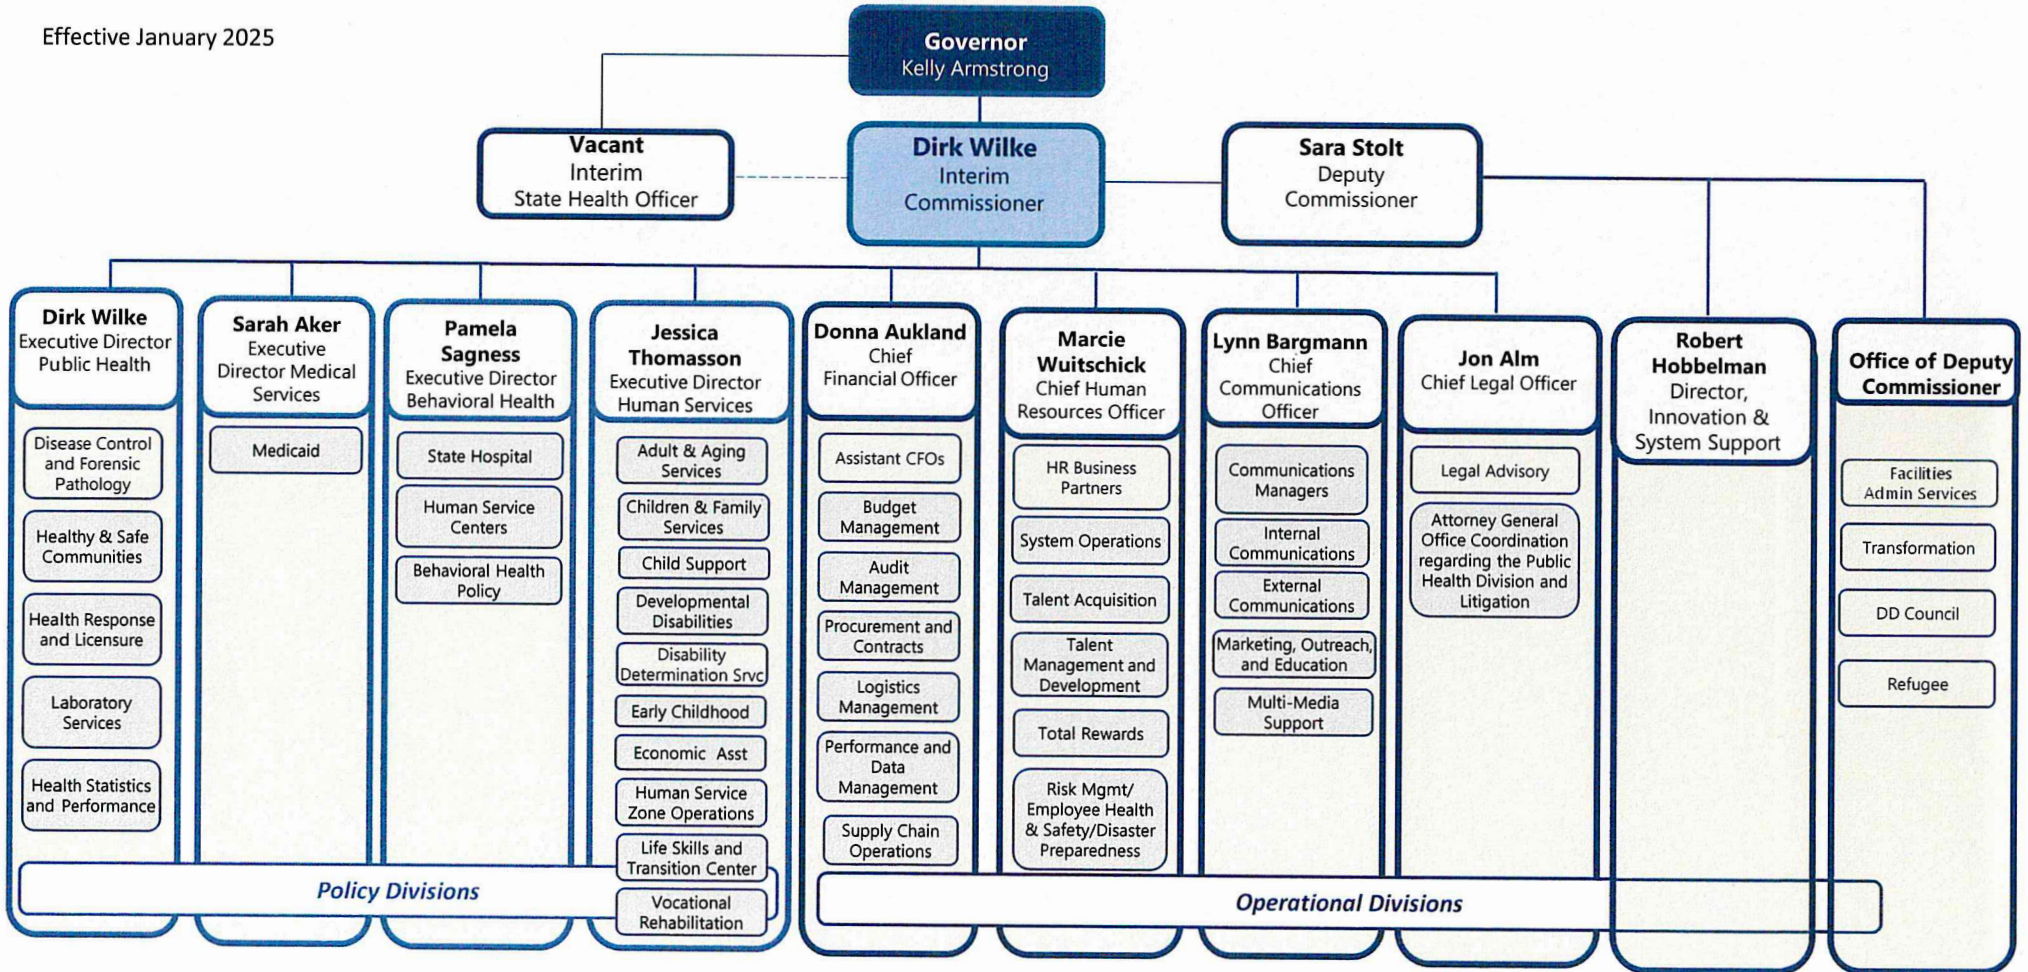 Effective January 2025
Governor
Kelly Armstrong
Vacant
Interim
State Health Officer
Dirk Wilke
Interim
Commissioner
Sara Stolt
Deputy
Commissioner
Dirk Wilke
Executive Director
Public Health
Disease Control
and Forensic
Pathology
Healthy & Safe
Communities
Health Response
and Licensure
Laboratory
Services
Health Statistics
and Performance
Sarah Aker
Executive
Director Medical
Services
Medicaid
Pamela
Sagness
Executive Director
Behavioral Health
State Hospital
Human Service
Centers
Behavioral Health
Policy
Jessica
Thomasson
Executive Director
Human Services
Adult & Aging
Services
Children & Family
Services
Child Support
Developmental
Disabilities
Disability
Determination Srvc
Early Childhood
Economic Asst
Human Service
Zone Operations
Life Skills and
Transition Center
Vocational
Rehabilitation
Policy Divisions
Donna Aukland
Chief
Financial Officer
Assistant CFOs
Budget
Management
Audit
Management
Procurement and
Contracts
Logistics
Management
Performance and
Data
Management
Supply Chain
Operations
Marcie
Wuitschick
Chief Human
Resources Officer
HR Business
Partners
System Operations
Talent Acquisition
Talent
Management and
Development
Total Rewards
Risk Mgmt/
Employee Health
& Safety/Disaster
Preparedness
Lynn Bargmann
Chief
Communications
Officer
Communications
Managers
Internal
Communications
External
Communications
Marketing, Outreach,
and Education
Multi-Media
Support
Jon Alm
Chief Legal Officer
Legal Advisory
Attorney General
Office Coordination
regarding the Public
Health Division and
Litigation
Robert
Hobbelman
Director,
Innovation &
System Support
Office of Deputy
Commissioner
Facilities
Admin Services
Transformation
DD Council
Refugee
Operational Divisions